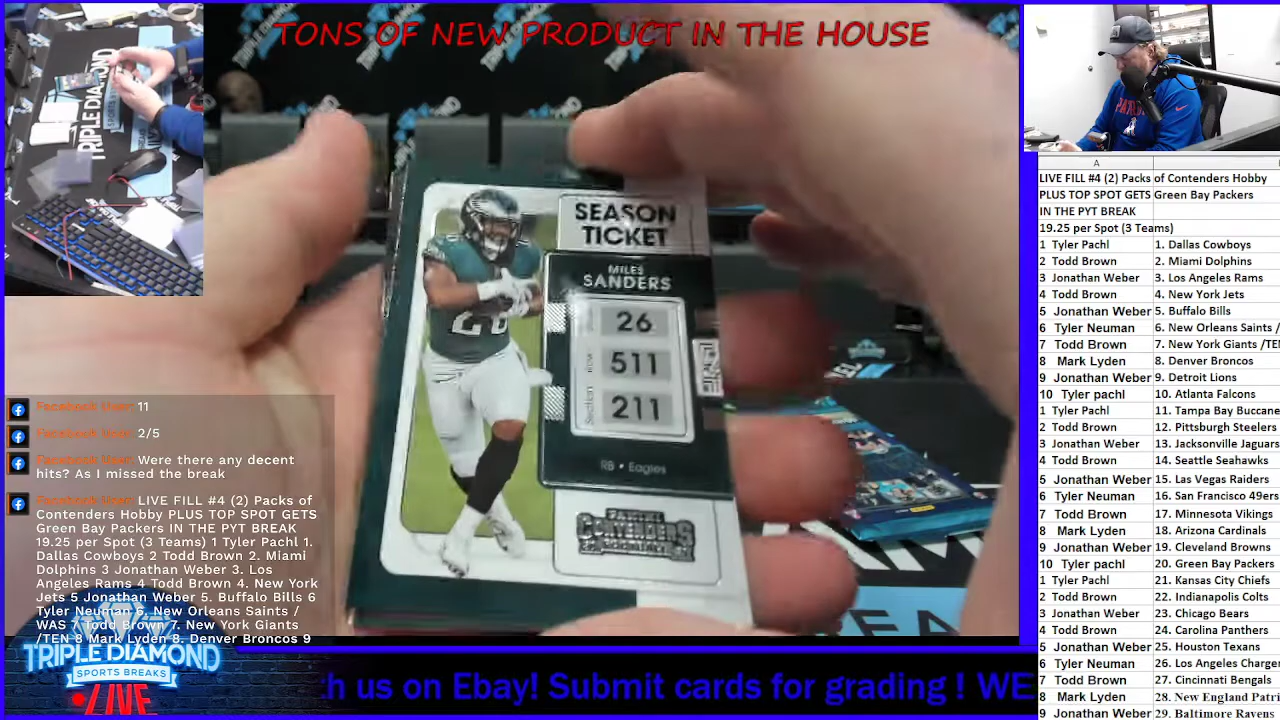 TONS OF NEW PRODUCT IN THE HOUSE
TRIPLE DIAMOND
SEASON
TICKET
MILES
SANDERS
26
Row
511
Section
211
RB • Eagles
PANINI
CONTENDERS
FOOTBALL
Facebook User: 11
Facebook User: 2/5
Facebook User: Were there any decent
hits? As I missed the break
Facebook User: LIVE FILL #4 (2) Packs of
Contenders Hobby PLUS TOP SPOT GETS
Green Bay Packers IN THE PYT BREAK
19.25 per Spot (3 Teams) 1 Tyler Pachl 1.
Dallas Cowboys 2 Todd Brown 2. Miami
Dolphins 3 Jonathan Weber 3. Los
Angeles Rams 4 Todd Brown 4. New York
Jets 5 Jonathan Weber 5. Buffalo Bills 6
Tyler Neuman 6. New Orleans Saints /
WAS 7 Todd Brown 7. New York Giants
/TEN 8 Mark Lyden 8. Denver Broncos 9
TRIPLE DIAMOND
SPORTS BREAKS
LIVE
h us on Ebay! Submit cards for grading
A
LIVE FILL #4 (2) Packs of Contenders Hobby
PLUS TOP SPOT GETS Green Bay Packers
IN THE PYT BREAK
19.25 per Spot (3 Teams)
1 Tyler Pachl 1. Dallas Cowboys
2 Todd Brown 2. Miami Dolphins
3 Jonathan Weber 3. Los Angeles Rams
4 Todd Brown 4. New York Jets
5 Jonathan Weber 5. Buffalo Bills
6 Tyler Neuman 6. New Orleans Saints /
7 Todd Brown 7. New York Giants /TEN
8 Mark Lyden 8. Denver Broncos
9 Jonathan Weber 9. Detroit Lions
10 Tyler pachl 10. Atlanta Falcons
1 Tyler Pachl 11. Tampa Bay Buccane
2 Todd Brown 12. Pittsburgh Steelers
3 Jonathan Weber 13. Jacksonville Jaguars
4 Todd Brown 14. Seattle Seahawks
5 Jonathan Weber 15. Las Vegas Raiders
6 Tyler Neuman 16. San Francisco 49ers
7 Todd Brown 17. Minnesota Vikings
8 Mark Lyden 18. Arizona Cardinals
9 Jonathan Weber 19. Cleveland Browns
10 Tyler pachl 20. Green Bay Packers
1 Tyler Pachl 21. Kansas City Chiefs
2 Todd Brown 22. Indianapolis Colts
3 Jonathan Weber 23. Chicago Bears
4 Todd Brown 24. Carolina Panthers
5 Jonathan Weber 25. Houston Texans
6 Tyler Neuman 26. Los Angeles Charger
7 Todd Brown 27. Cincinnati Bengals
8 Mark Lyden 28. New England Patri
9 Jonathan Weber 29. Baltimore Ravens